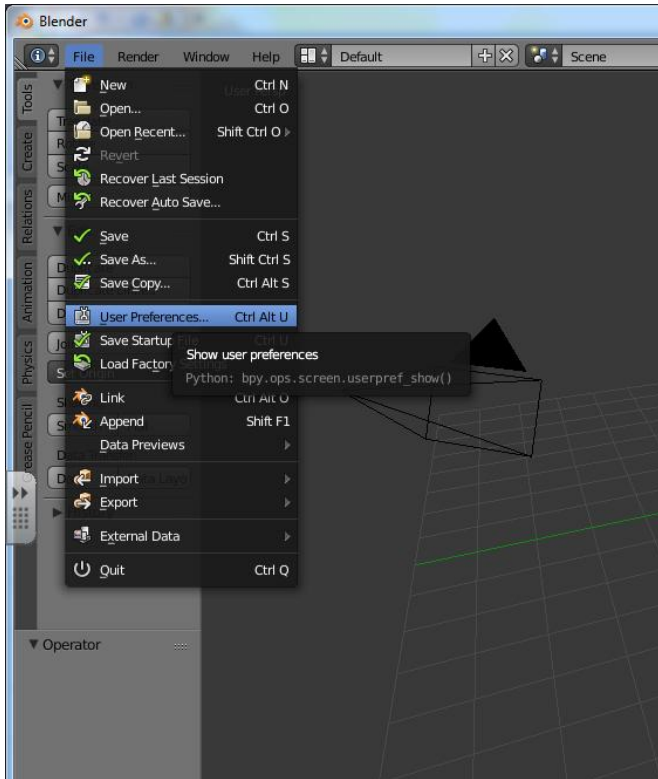 Blender
File Render Window Help Default Scene
Tools
Create
Relations
Animation
Physics
Grease Pencil
User Persp
New Ctrl N
Open... Ctrl O
Open Recent... Shift Ctrl O
Revert
Recover Last Session
Recover Auto Save...
Save Ctrl S
Save As... Shift Ctrl S
Save Copy... Ctrl Alt S
User Preferences... Ctrl Alt U
Save Startup File Ctrl U
Load Factory Settings
Link Ctrl Alt O
Append Shift F1
Data Previews
Import
Export
External Data
Quit Ctrl Q
Show user preferences
Python: bpy.ops.screen.userpref_show()
Operator